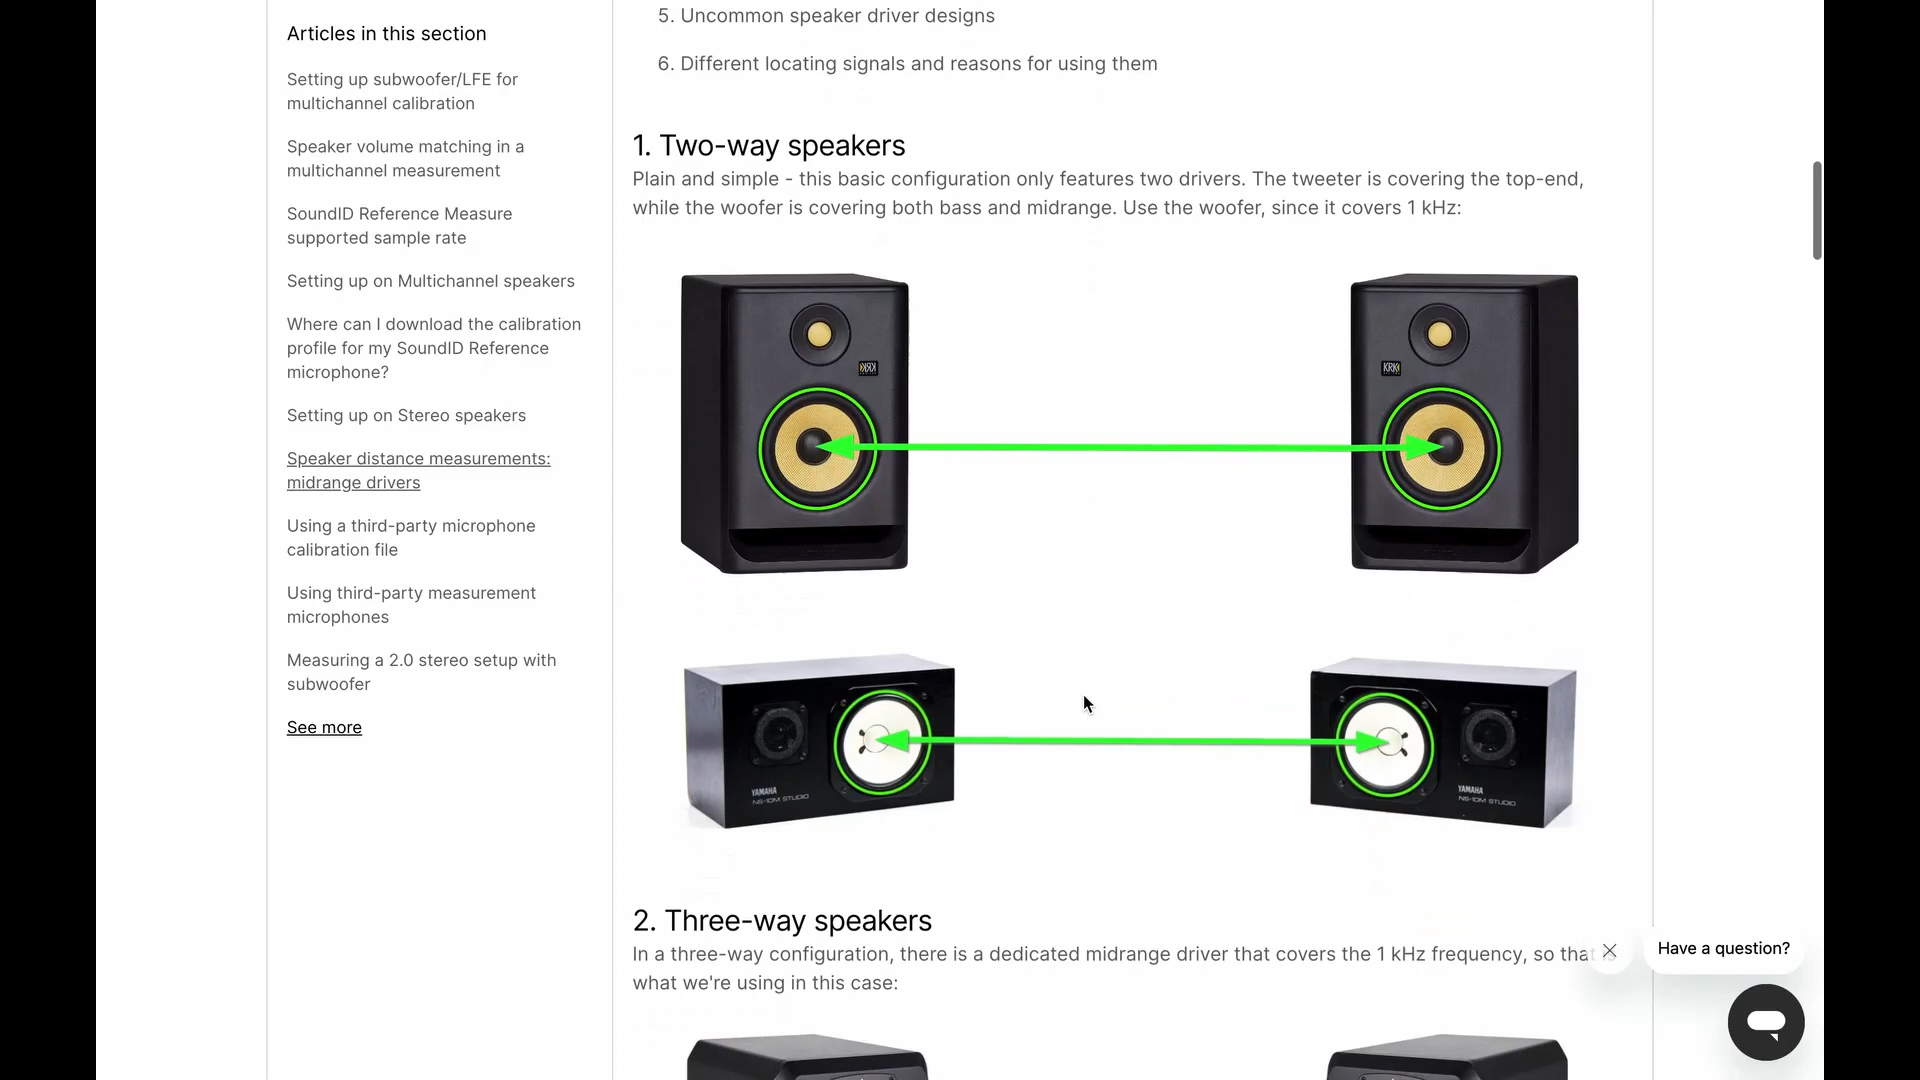 Articles in this section
Setting up subwoofer/LFE for
multichannel calibration
Speaker volume matching in a
multichannel measurement
SoundID Reference Measure
supported sample rate
Setting up on Multichannel speakers
Where can I download the calibration
profile for my SoundID Reference
microphone?
Setting up on Stereo speakers
Speaker distance measurements:
midrange drivers
Using a third-party microphone
calibration file
Using third-party measurement
microphones
Measuring a 2.0 stereo setup with
subwoofer
See more
5. Uncommon speaker driver designs
6. Different locating signals and reasons for using them
1. Two-way speakers
Plain and simple - this basic configuration only features two drivers. The tweeter is covering the top-end,
while the woofer is covering both bass and midrange. Use the woofer, since it covers 1 kHz:
KRK
KRK
YAMAHA
NS-10M STUDIO
YAMAHA
NS-10M STUDIO
2. Three-way speakers
In a three-way configuration, there is a dedicated midrange driver that covers the 1 kHz frequency, so that
what we're using in this case:
Have a question?